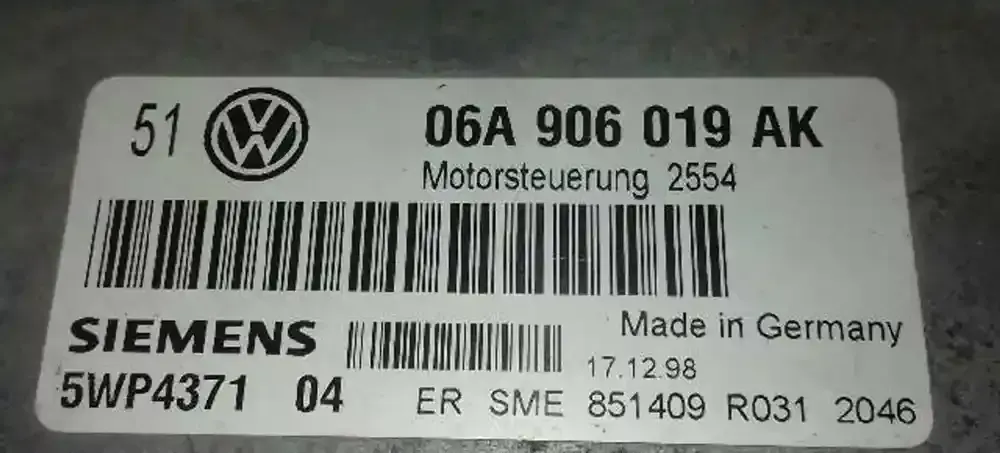 51 VW 06A 906 019 AK
Motorsteuerung 2554
SIEMENS Made in Germany
17.12.98
5WP4371 04 ER SME 851409 R031 2046